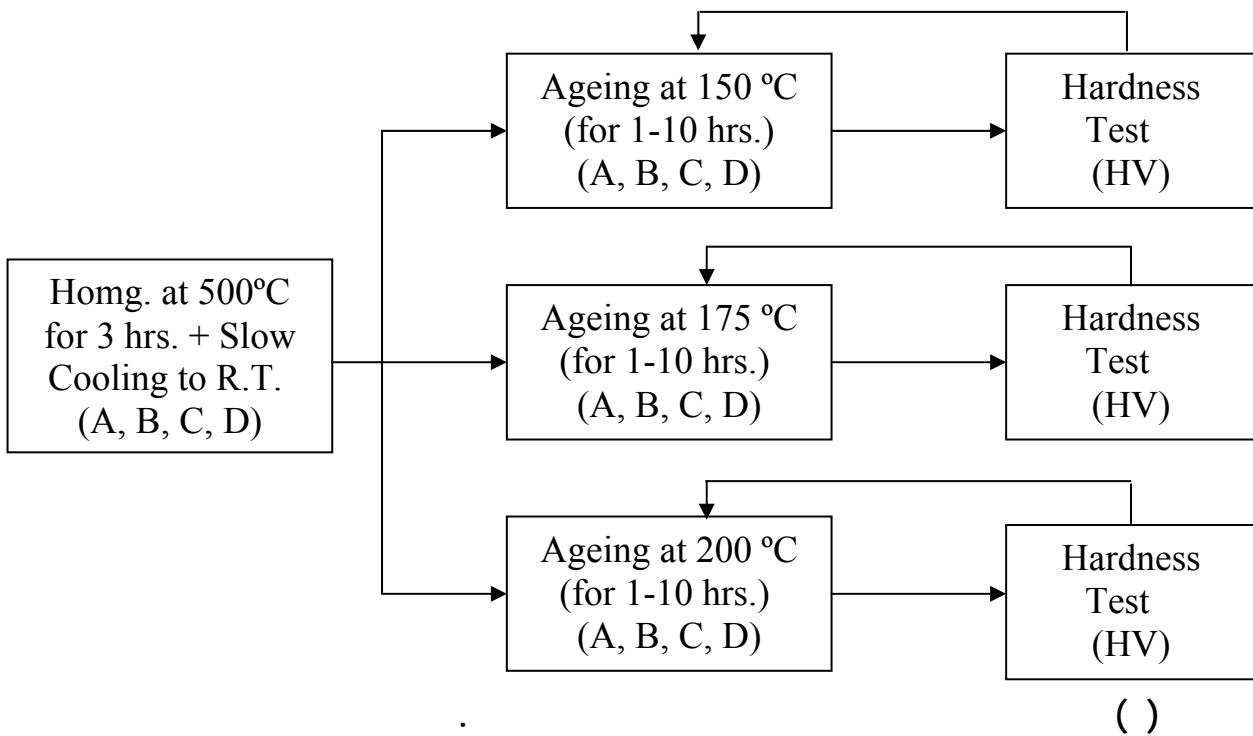 Homg. at 500ºC
for 3 hrs. + Slow
Cooling to R.T.
(A, B, C, D)
Ageing at 150 ºC
(for 1-10 hrs.)
(A, B, C, D)
Hardness
Test
(HV)
Ageing at 175 ºC
(for 1-10 hrs.)
(A, B, C, D)
Hardness
Test
(HV)
Ageing at 200 ºC
(for 1-10 hrs.)
(A, B, C, D)
Hardness
Test
(HV)
. ( )